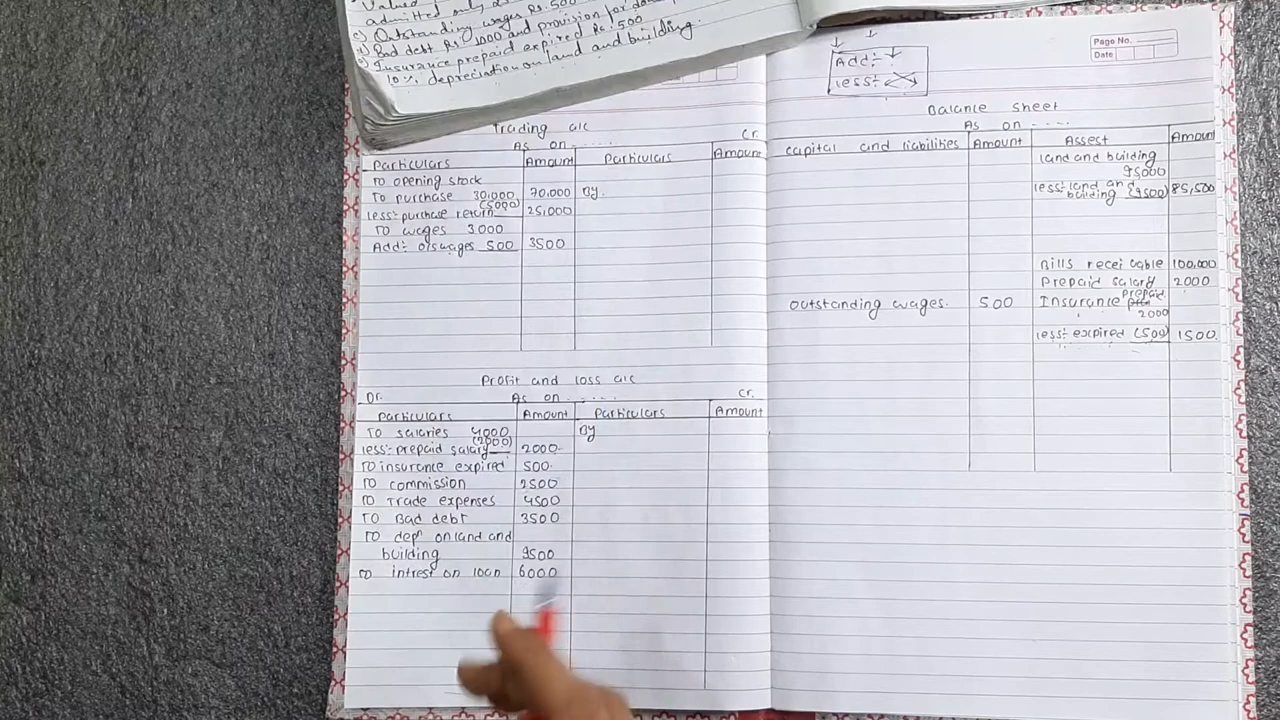 Valued
admitted only
c) Outstanding wages Rs. 500
d) Bad debt Rs. 1000 and provision for
e) Insurance prepaid expired Rs. 500
10%. depreciation on land and building
Trading a/c
As on .....
Cr.
Particulars Amount Particulars Amount
To opening stock
To purchase 30,000 70,000 By.
less:- purchase return (5000) 25,000
To wages 3,000
Add:- o/s wages 500 3500
Profit and loss a/c
Dr. As on ..... Cr.
Particulars Amount Particulars Amount
To salaries 4000 By
less:- prepaid salary (2000) 2000
To insurance expired 500.
To commission 2500
To Trade expenses 4500
To Bad debt 3500
To depn on land and
building 9500
To intrest on loan 6000
Add:-
less:-
Page No.
Date
Balance sheet
As on ....
capital and liabilities Amount Assect Amount
land and building
95000
less:- land and
building (9500) 85,500
Bills receivable 100,000
Prepaid salary 2000
outstanding wages. 500 Insurance prepaid
2000
less:- expired (500) 1500.